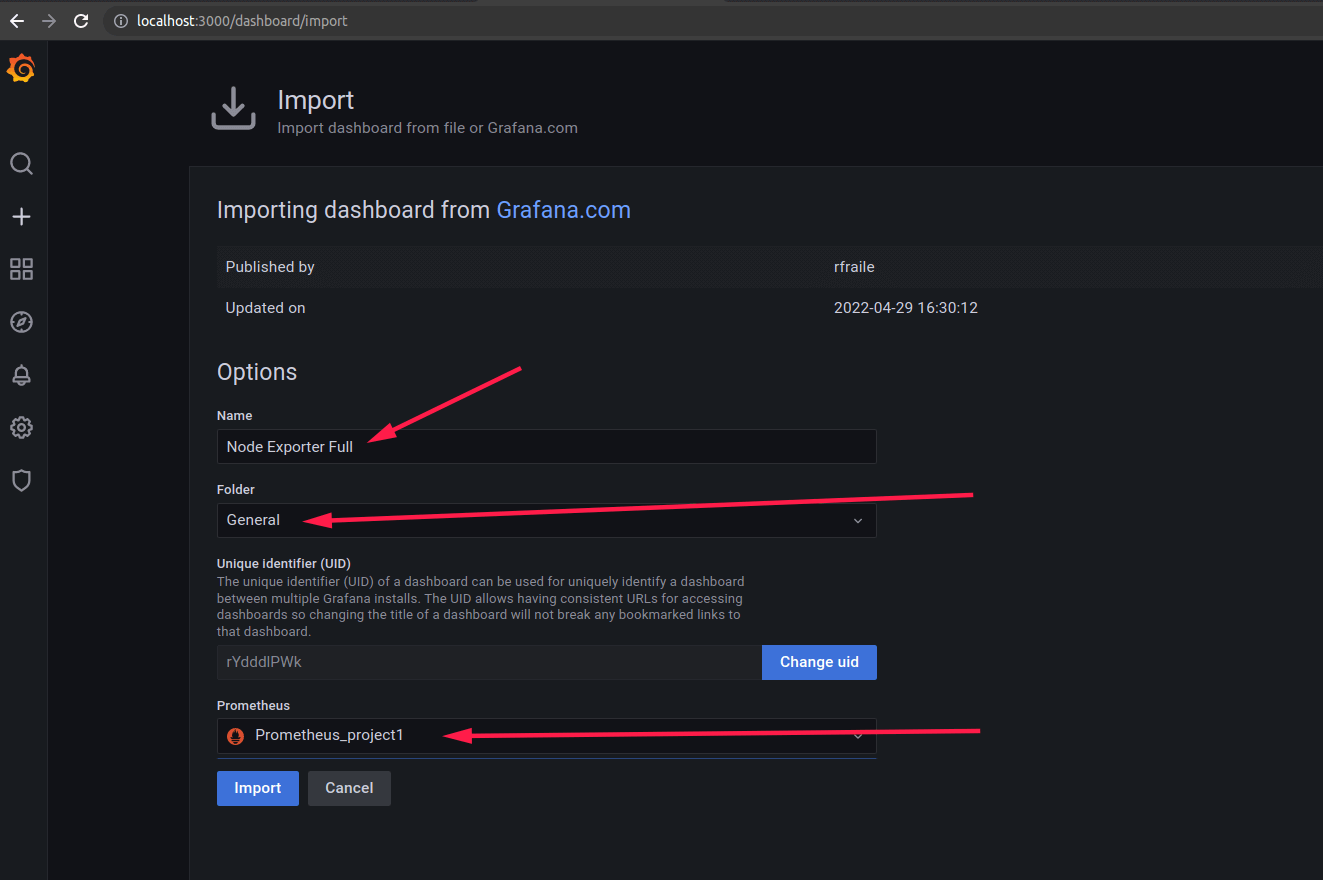 localhost:3000/dashboard/import
Import
Import dashboard from file or Grafana.com
Importing dashboard from Grafana.com
Published by rfraile
Updated on 2022-04-29 16:30:12
Options
Name
Node Exporter Full
Folder
General
Unique identifier (UID)
The unique identifier (UID) of a dashboard can be used for uniquely identify a dashboard
between multiple Grafana installs. The UID allows having consistent URLs for accessing
dashboards so changing the title of a dashboard will not break any bookmarked links to
that dashboard.
rYdddlPWk Change uid
Prometheus
Prometheus_project1
Import Cancel